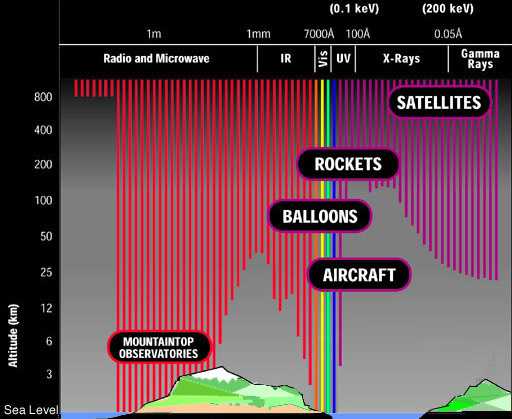 (0.1 keV) (200 keV)
1m 1mm 7000Å 100Å 0.05Å
Radio and Microwave IR Vis UV X-Rays Gamma Rays
800
SATELLITES
400
200
ROCKETS
100
BALLOONS
50
25
AIRCRAFT
12
6
MOUNTAINTOP
OBSERVATORIES
3
Altitude (km)
Sea Level